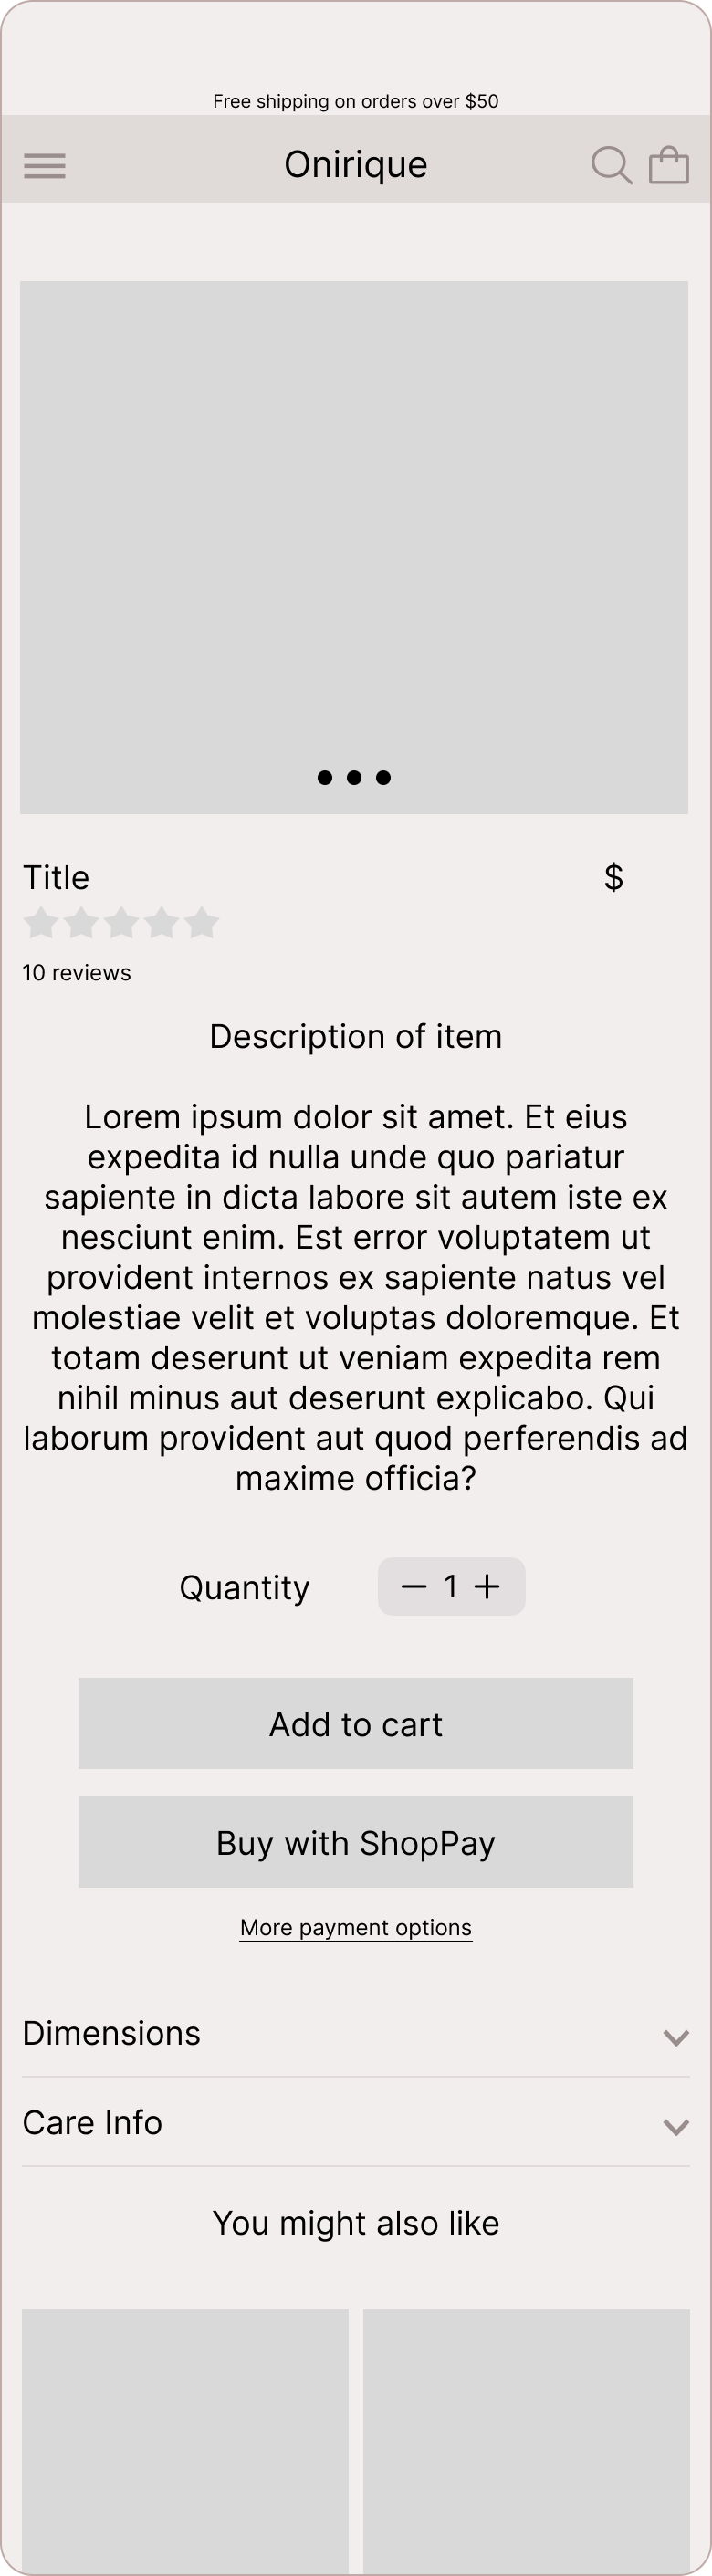 Free shipping on orders over $50
Onirique
Title
$
10 reviews
Description of item
Lorem ipsum dolor sit amet. Et eius
expedita id nulla unde quo pariatur
sapiente in dicta labore sit autem iste ex
nesciunt enim. Est error voluptatem ut
provident internos ex sapiente natus vel
molestiae velit et voluptas doloremque. Et
totam deserunt ut veniam expedita rem
nihil minus aut deserunt explicabo. Qui
laborum provident aut quod perferendis ad
maxime officia?
Quantity
− 1 +
Add to cart
Buy with ShopPay
More payment options
Dimensions
Care Info
You might also like